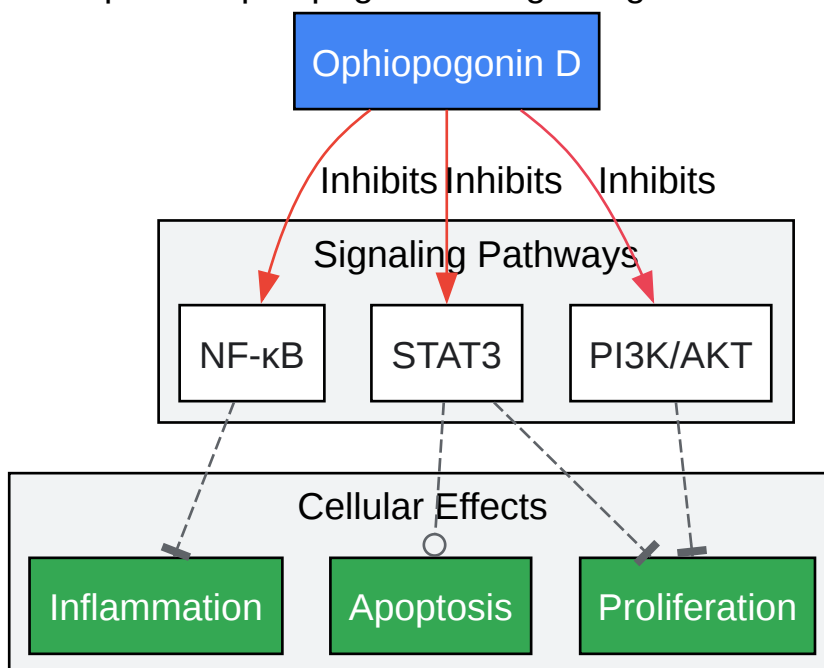 Ophiopogonin D
Inhibits Inhibits Inhibits
Signaling Pathways
NF-κB STAT3 PI3K/AKT
Cellular Effects
Inflammation Apoptosis Proliferation